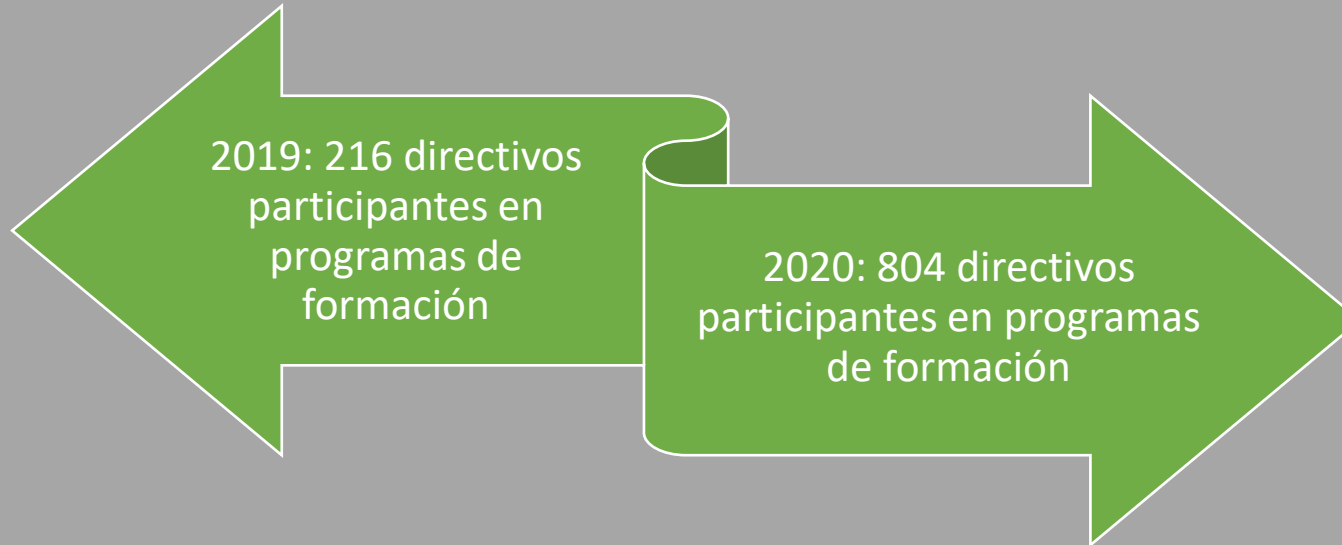 2019: 216 directivos
participantes en
programas de
formación
2020: 804 directivos
participantes en programas
de formación